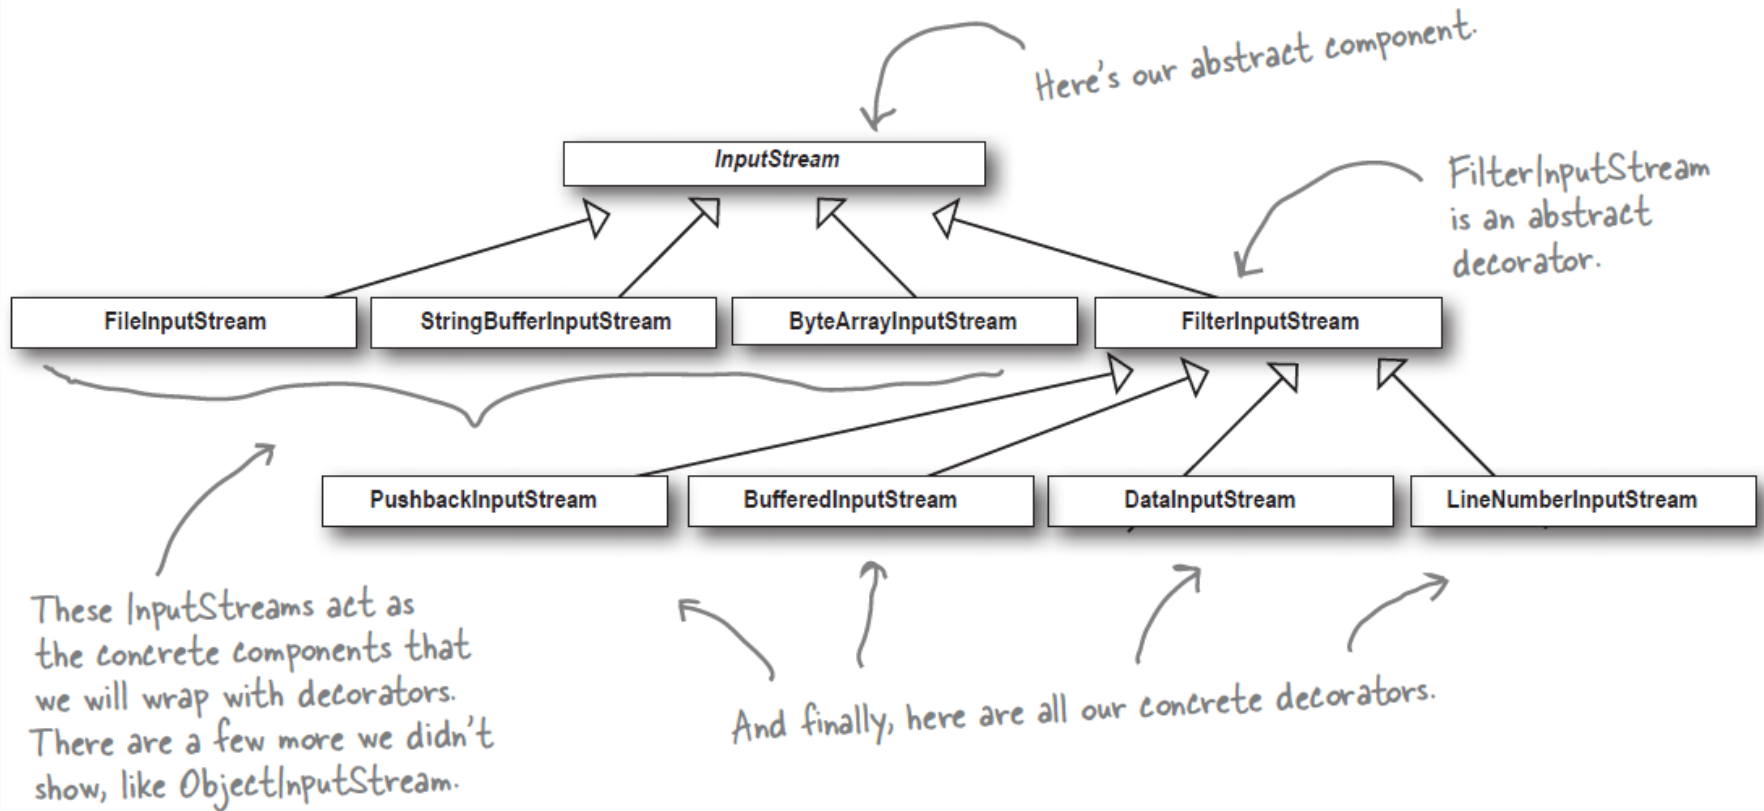 Here's our abstract component.
InputStream
FilterInputStream
is an abstract
decorator.
FileInputStream
StringBufferInputStream
ByteArrayInputStream
FilterInputStream
PushbackInputStream
BufferedInputStream
DataInputStream
LineNumberInputStream
These InputStreams act as
the concrete components that
we will wrap with decorators.
There are a few more we didn't
show, like ObjectInputStream.
And finally, here are all our concrete decorators.